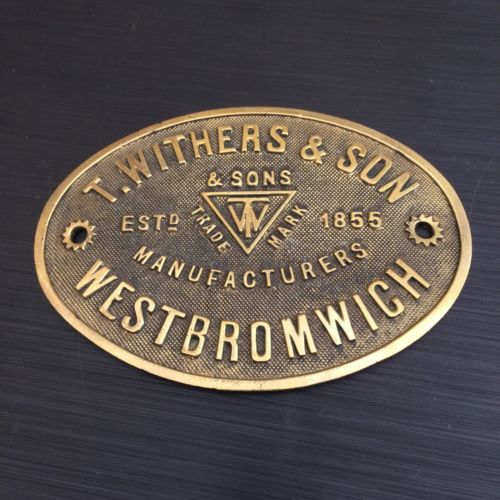 T. WITHERS & SON
& SONS
TRADE TW MARK
ESTD 1855
MANUFACTURERS
WESTBROMWICH